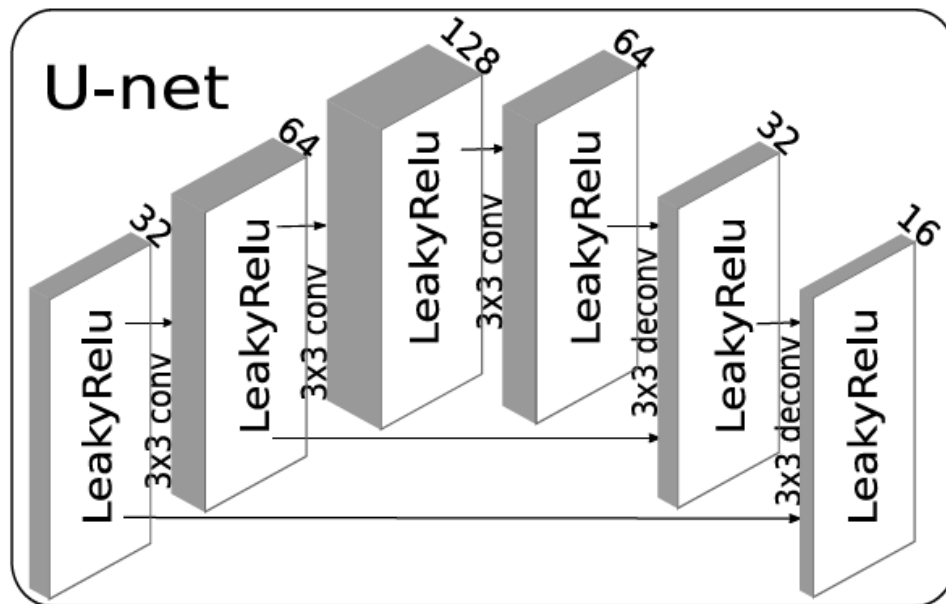 U-net
32
LeakyRelu
3x3 conv
64
LeakyRelu
3x3 conv
128
LeakyRelu
3x3 conv
64
LeakyRelu
3x3 deconv
32
LeakyRelu
3x3 deconv
16
LeakyRelu